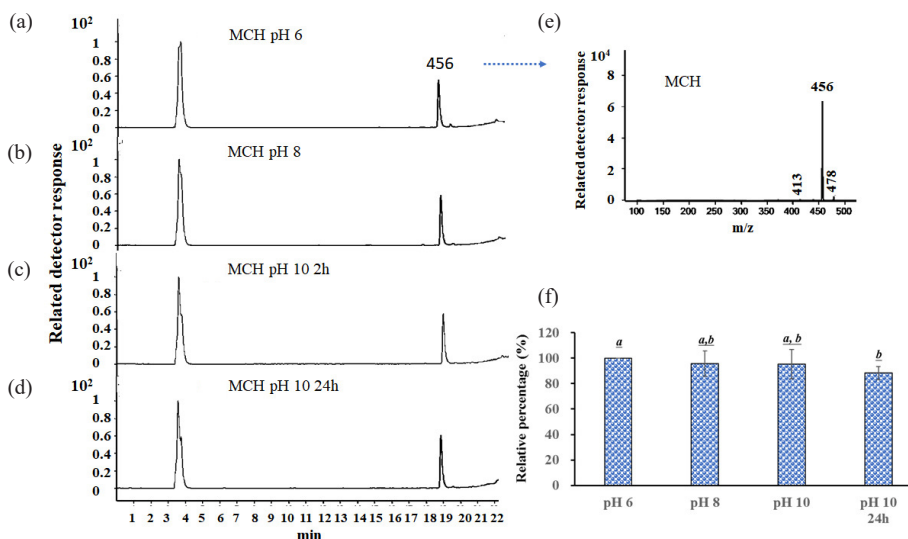 (a)
10²
MCH pH 6
456
1
0.8
0.6
0.4
0.2
0
(b)
10²
MCH pH 8
1
0.8
0.6
0.4
0.2
0
(c)
10²
MCH pH 10 2h
1
0.8
0.6
0.4
0.2
0
(d)
10²
MCH pH 10 24h
1
0.8
0.6
0.4
0.2
0
Related detector response
1 2 3 4 5 6 7 8 9 10 11 12 13 14 15 16 17 18 19 20 21 22
min
(e)
10⁴
MCH
456
413
478
8
6
4
2
0
Related detector response
100 150 200 250 300 350 400 450 500
m/z
(f)
120
100
80
60
40
20
0
Relative percentage (%)
a a,b a, b b
pH 6 pH 8 pH 10 pH 10
24h